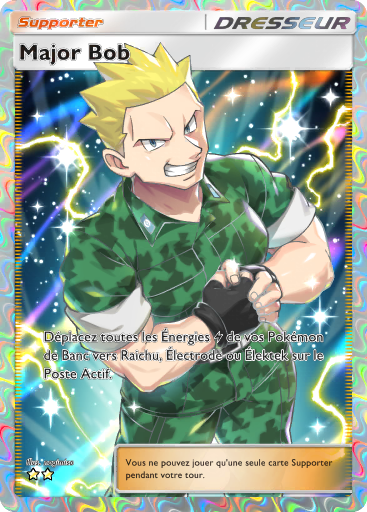 Supporter
DRESSEUR
Major Bob
Déplacez toutes les Énergies de vos Pokémon
de Banc vers Raichu, Électrode ou Élektek sur le
Poste Actif.
Illus.
Vous ne pouvez jouer qu'une seule carte Supporter
pendant votre tour.